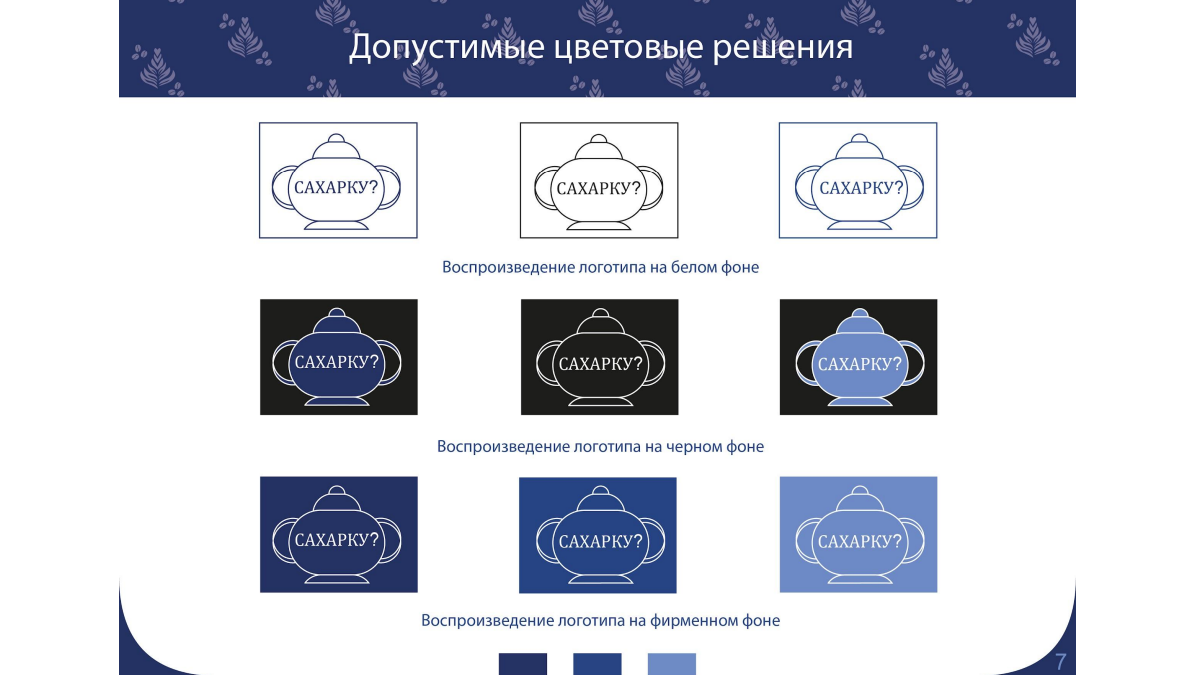 Допустимые цветовые решения
САХАРКУ? САХАРКУ? САХАРКУ?
Воспроизведение логотипа на белом фоне
САХАРКУ? САХАРКУ? САХАРКУ?
Воспроизведение логотипа на черном фоне
САХАРКУ? САХАРКУ? САХАРКУ?
Воспроизведение логотипа на фирменном фоне
7